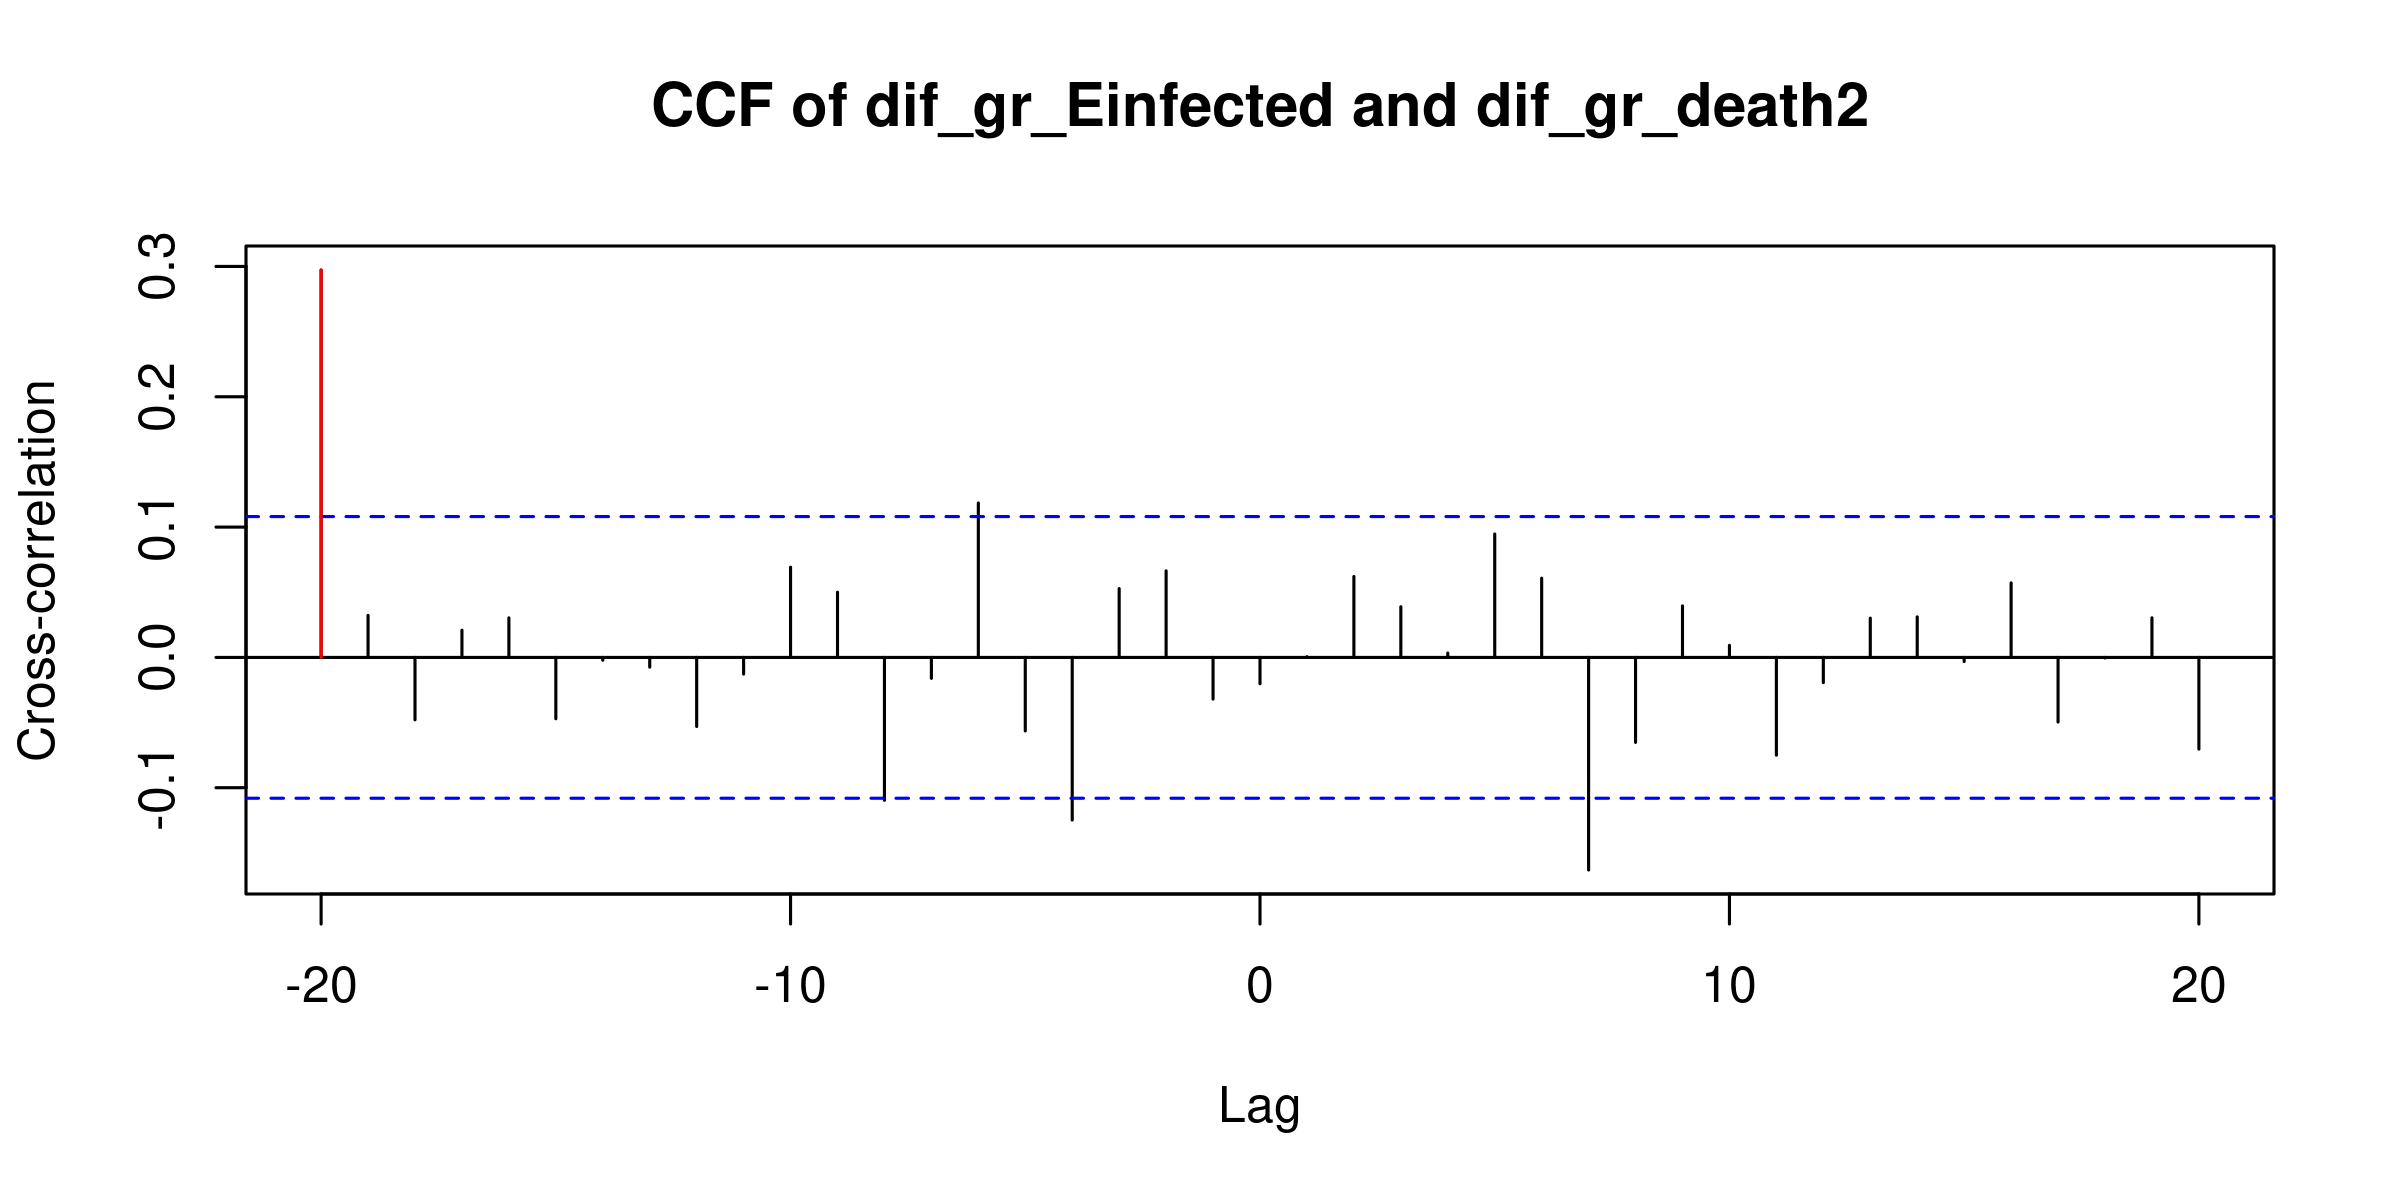 CCF of dif_gr_Einfected and dif_gr_death2
Cross-correlation
0.3
0.2
0.1
0.0
-0.1
-20 -10 0 10 20
Lag